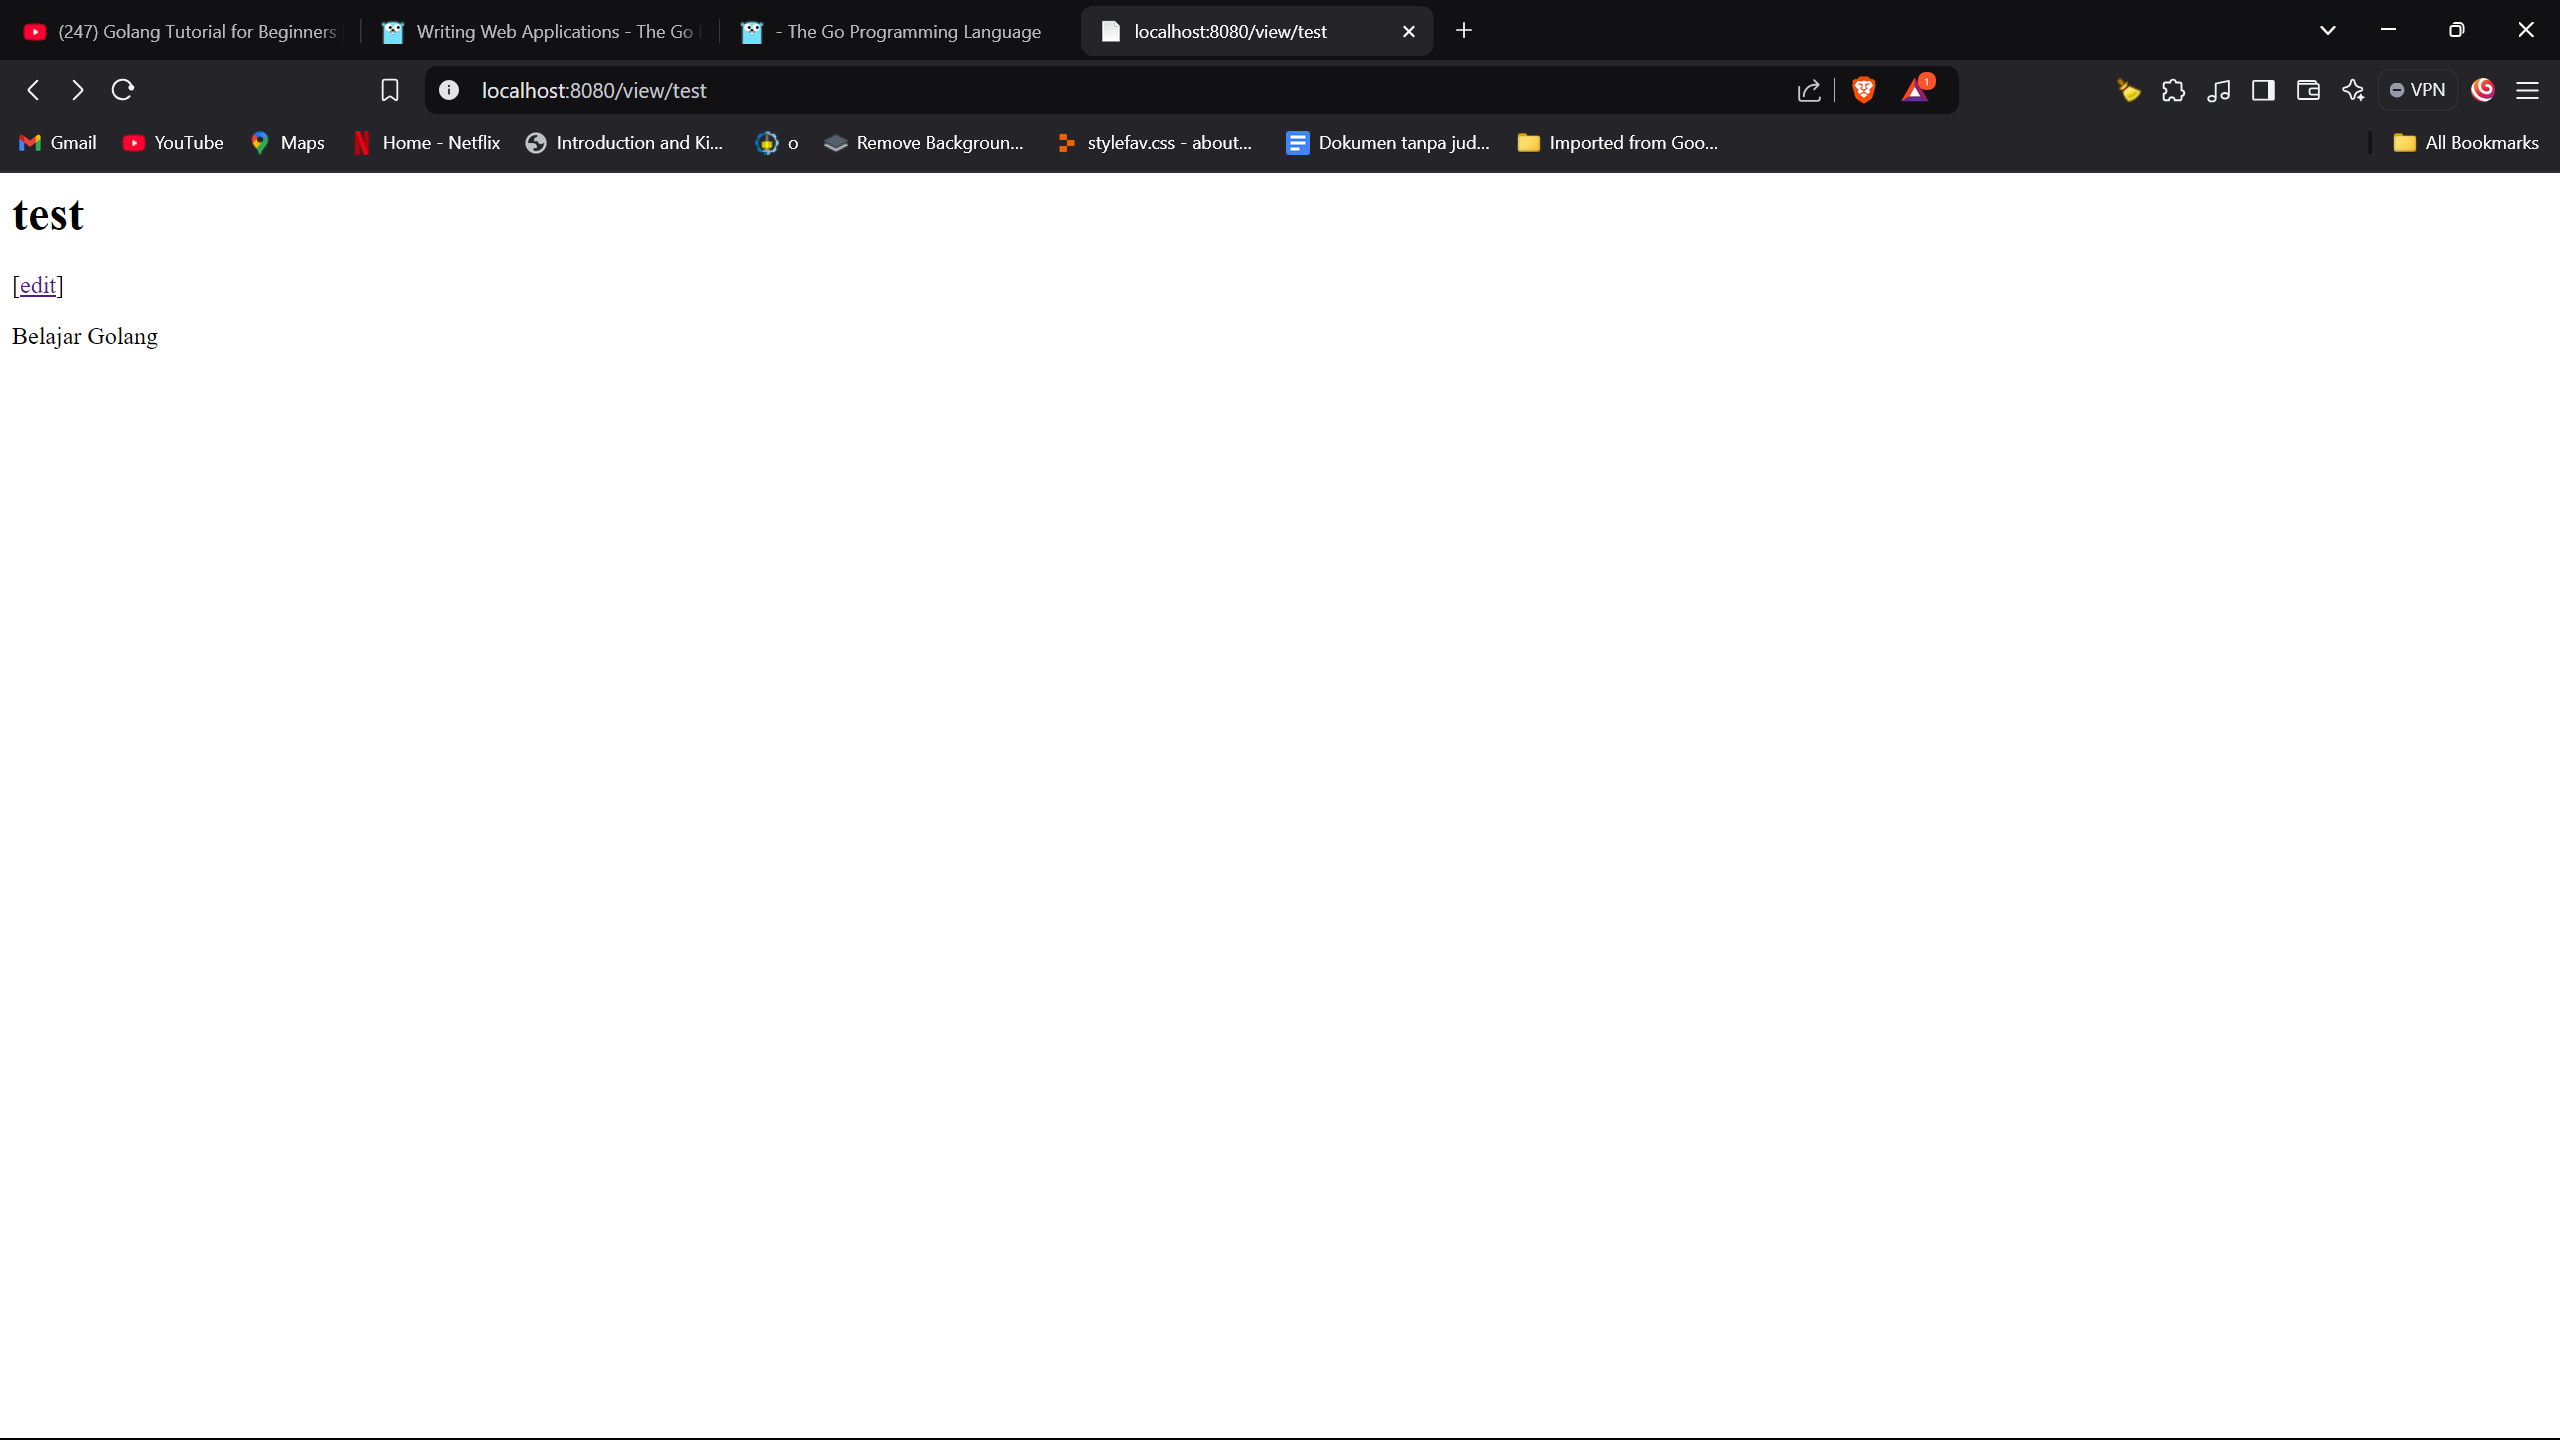 (247) Golang Tutorial for Beginners
Writing Web Applications - The Go
- The Go Programming Language
localhost:8080/view/test
localhost:8080/view/test
1
VPN
Gmail
YouTube
Maps
Home - Netflix
Introduction and Ki...
o
Remove Backgroun...
stylefav.css - about...
Dokumen tanpa jud...
Imported from Goo...
All Bookmarks
test
[edit]
Belajar Golang